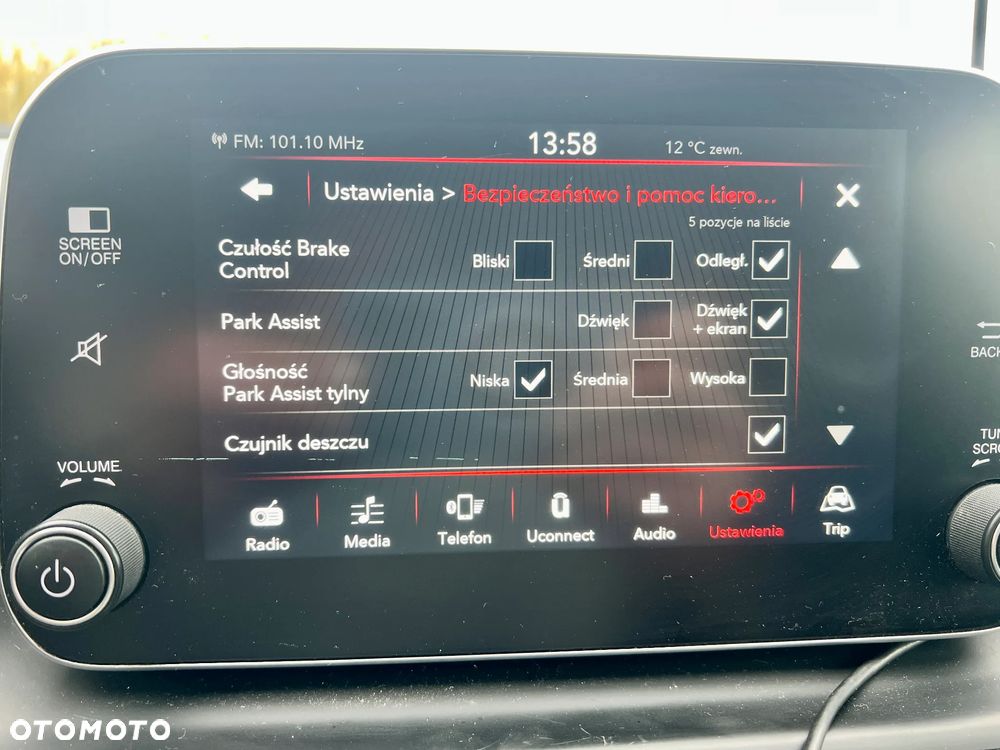 FM: 101.10 MHz 13:58 12 °C zewn.
Ustawienia > Bezpieczeństwo i pomoc kiero...
5 pozycje na liście
SCREEN
ON/OFF
Czułość Brake
Control
Bliski Średni Odległ.
Park Assist
Dźwięk
Dźwięk
+ ekran
Głośność
Park Assist tylny
Niska Średnia Wysoka
Czujnik deszczu
BACK
VOLUME
Radio Media Telefon Uconnect Audio Ustawienia Trip
OTOMOTO